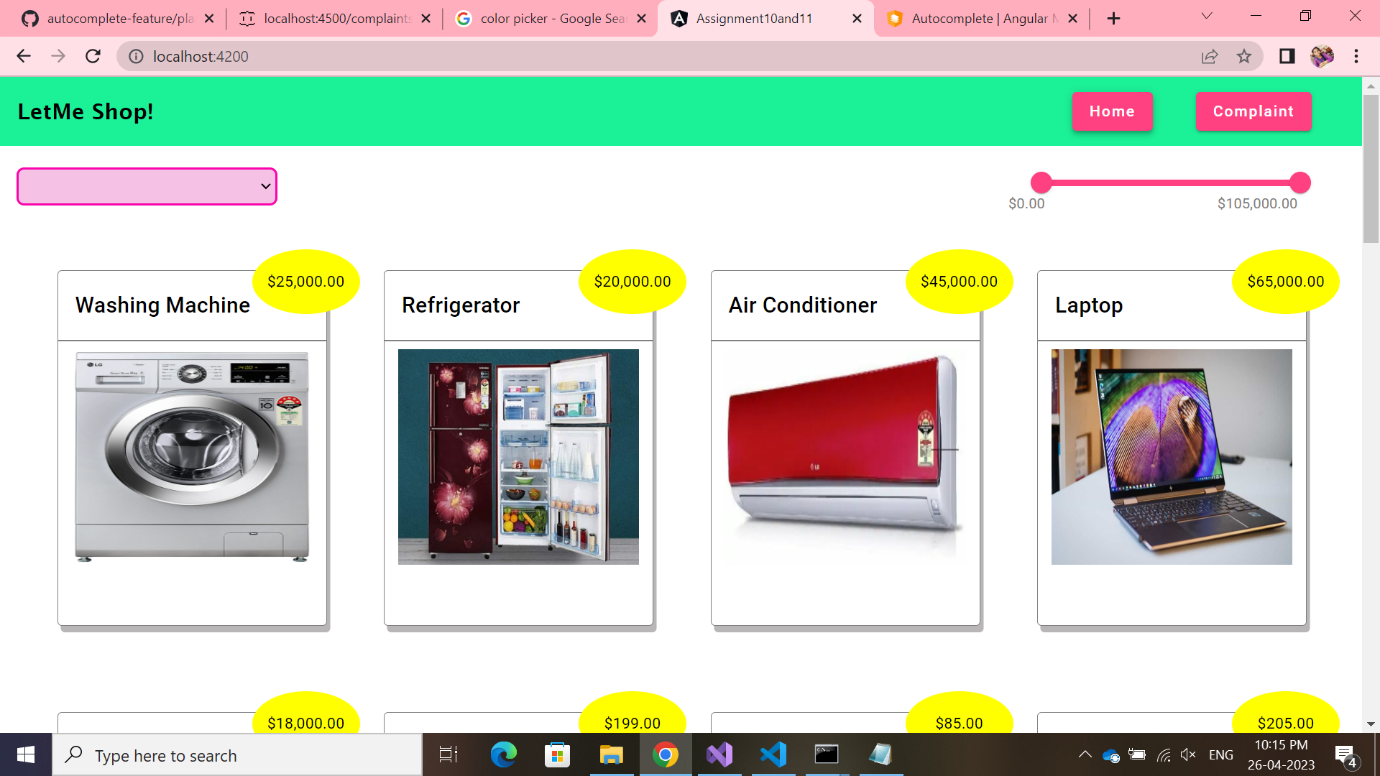 autocomplete-feature/pla
localhost:4500/complaints
color picker - Google Sea
Assignment10and11
Autocomplete | Angular M
localhost:4200
LetMe Shop!
Home
Complaint
$0.00
$105,000.00
$25,000.00
$20,000.00
$45,000.00
$65,000.00
Washing Machine
Refrigerator
Air Conditioner
Laptop
LG
LG
$18,000.00
$199.00
$85.00
$205.00
Type here to search
ENG
10:15 PM
26-04-2023
4